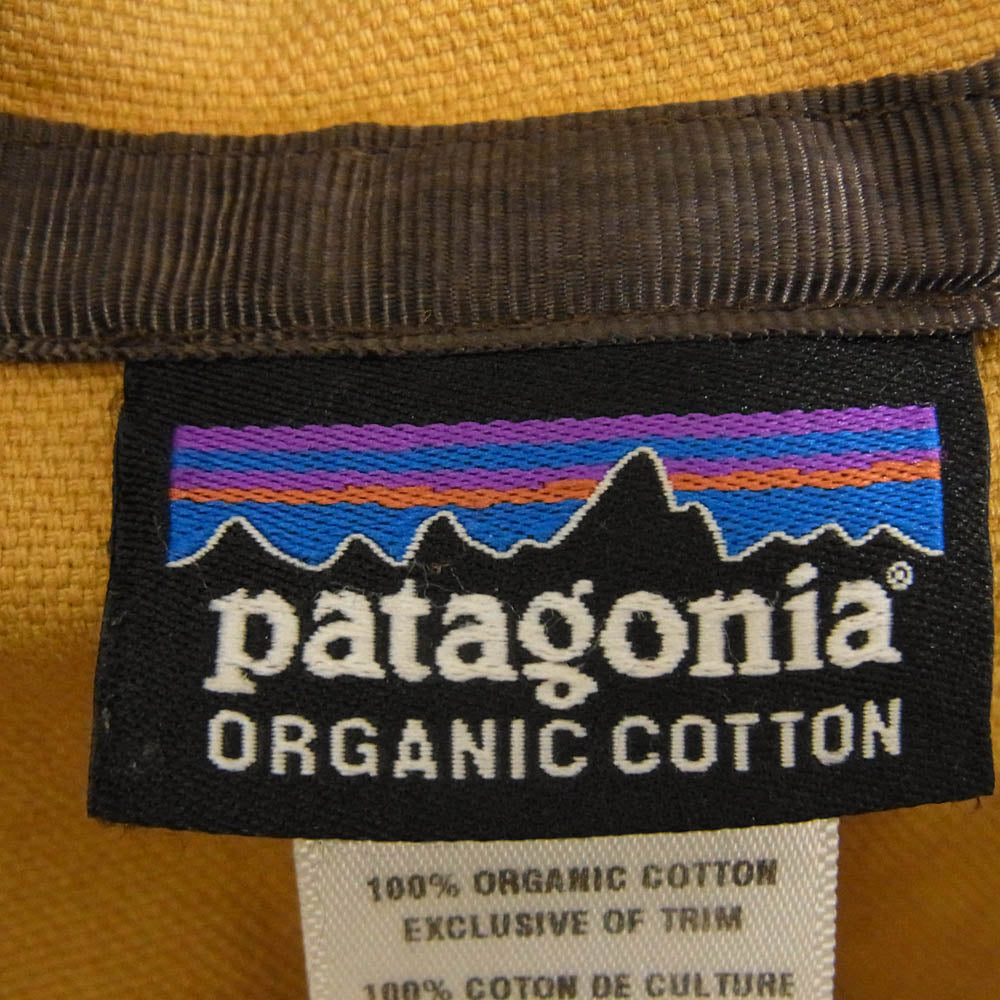 patagonia®
ORGANIC COTTON
100% ORGANIC COTTON
EXCLUSIVE OF TRIM
100% COTON DE CULTURE